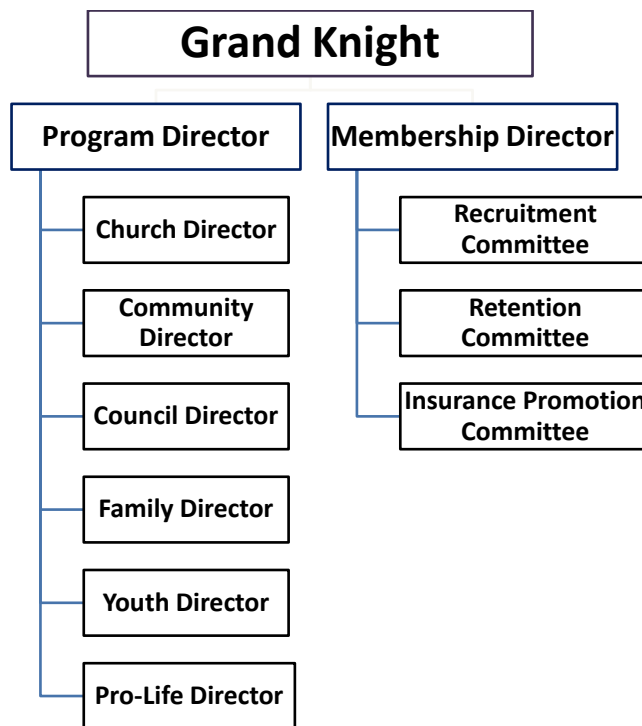 Grand Knight
Program Director
Membership Director
Church Director
Community
Director
Council Director
Family Director
Youth Director
Pro-Life Director
Recruitment
Committee
Retention
Committee
Insurance Promotion
Committee